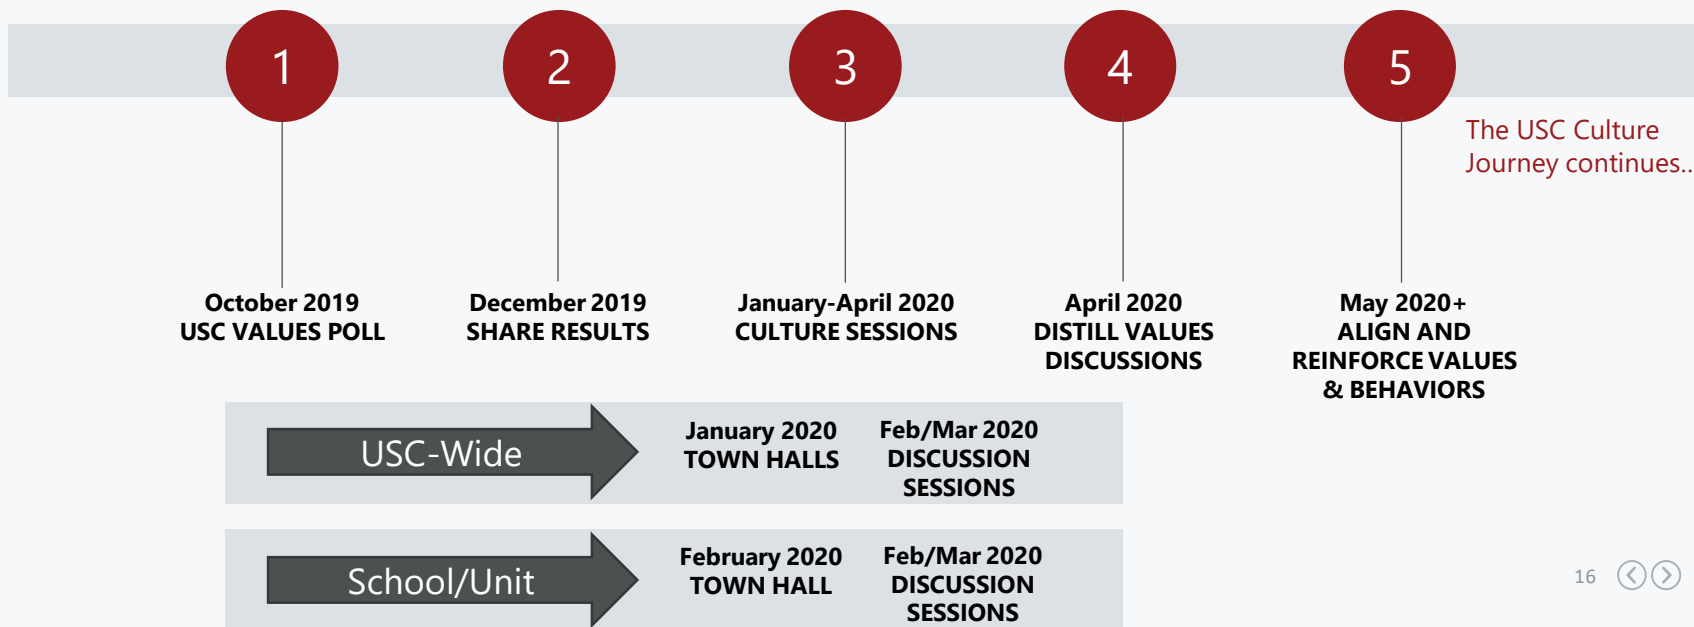 1
2
3
4
5
The USC Culture
Journey continues..
October 2019
USC VALUES POLL
December 2019
SHARE RESULTS
January-April 2020
CULTURE SESSIONS
April 2020
DISTILL VALUES
DISCUSSIONS
May 2020+
ALIGN AND
REINFORCE VALUES
& BEHAVIORS
USC-Wide
January 2020
TOWN HALLS
Feb/Mar 2020
DISCUSSION
SESSIONS
School/Unit
February 2020
TOWN HALL
Feb/Mar 2020
DISCUSSION
SESSIONS
16